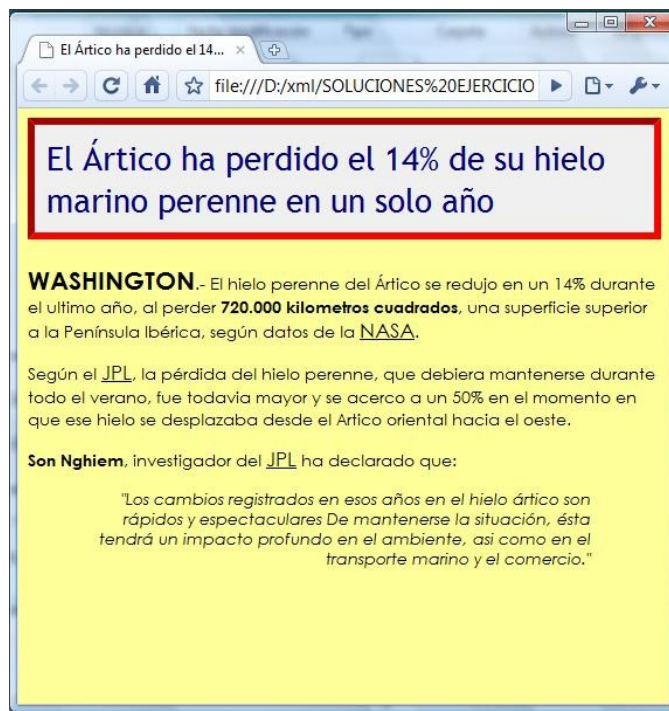 El Ártico ha perdido el 14...
file:///D:/xml/SOLUCIONES%20EJERCICIO
El Ártico ha perdido el 14% de su hielo
marino perenne en un solo año
WASHINGTON.- El hielo perenne del Ártico se redujo en un 14% durante
el ultimo año, al perder 720.000 kilometros cuadrados, una superficie superior
a la Península Ibérica, según datos de la NASA.
Según el JPL, la pérdida del hielo perenne, que debiera mantenerse durante
todo el verano, fue todavia mayor y se acerco a un 50% en el momento en
que ese hielo se desplazaba desde el Artico oriental hacia el oeste.
Son Nghiem, investigador del JPL ha declarado que:
"Los cambios registrados en esos años en el hielo ártico son
rápidos y espectaculares De mantenerse la situación, ésta
tendrá un impacto profundo en el ambiente, asi como en el
transporte marino y el comercio."